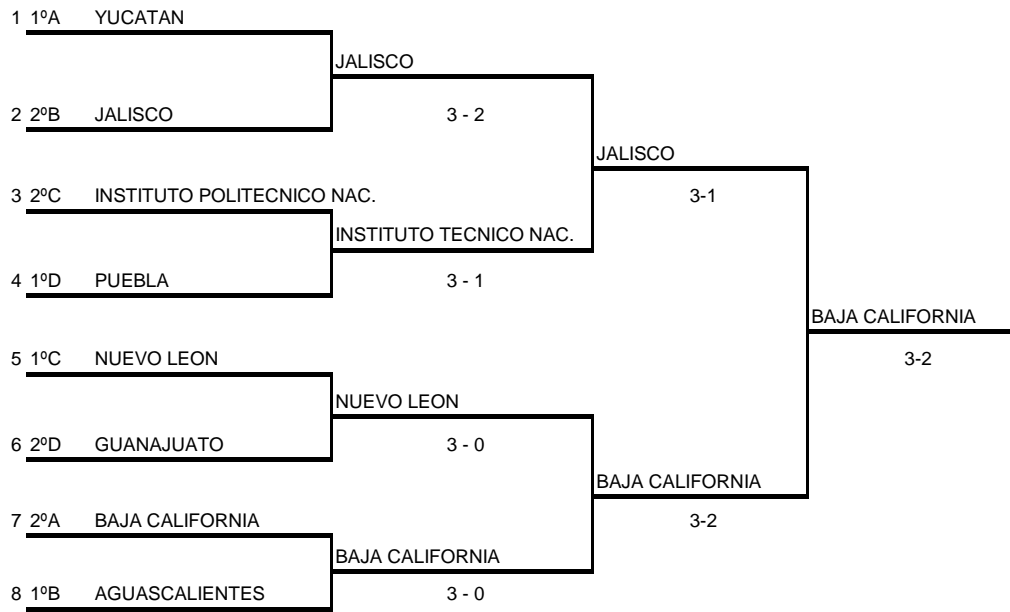 1 1ºA YUCATAN
JALISCO
2 2ºB JALISCO 3 - 2
JALISCO
3 2ºC INSTITUTO POLITECNICO NAC. 3-1
INSTITUTO TECNICO NAC.
4 1ºD PUEBLA 3 - 1
BAJA CALIFORNIA
5 1ºC NUEVO LEON 3-2
NUEVO LEON
6 2ºD GUANAJUATO 3 - 0
BAJA CALIFORNIA
7 2ºA BAJA CALIFORNIA 3-2
BAJA CALIFORNIA
8 1ºB AGUASCALIENTES 3 - 0